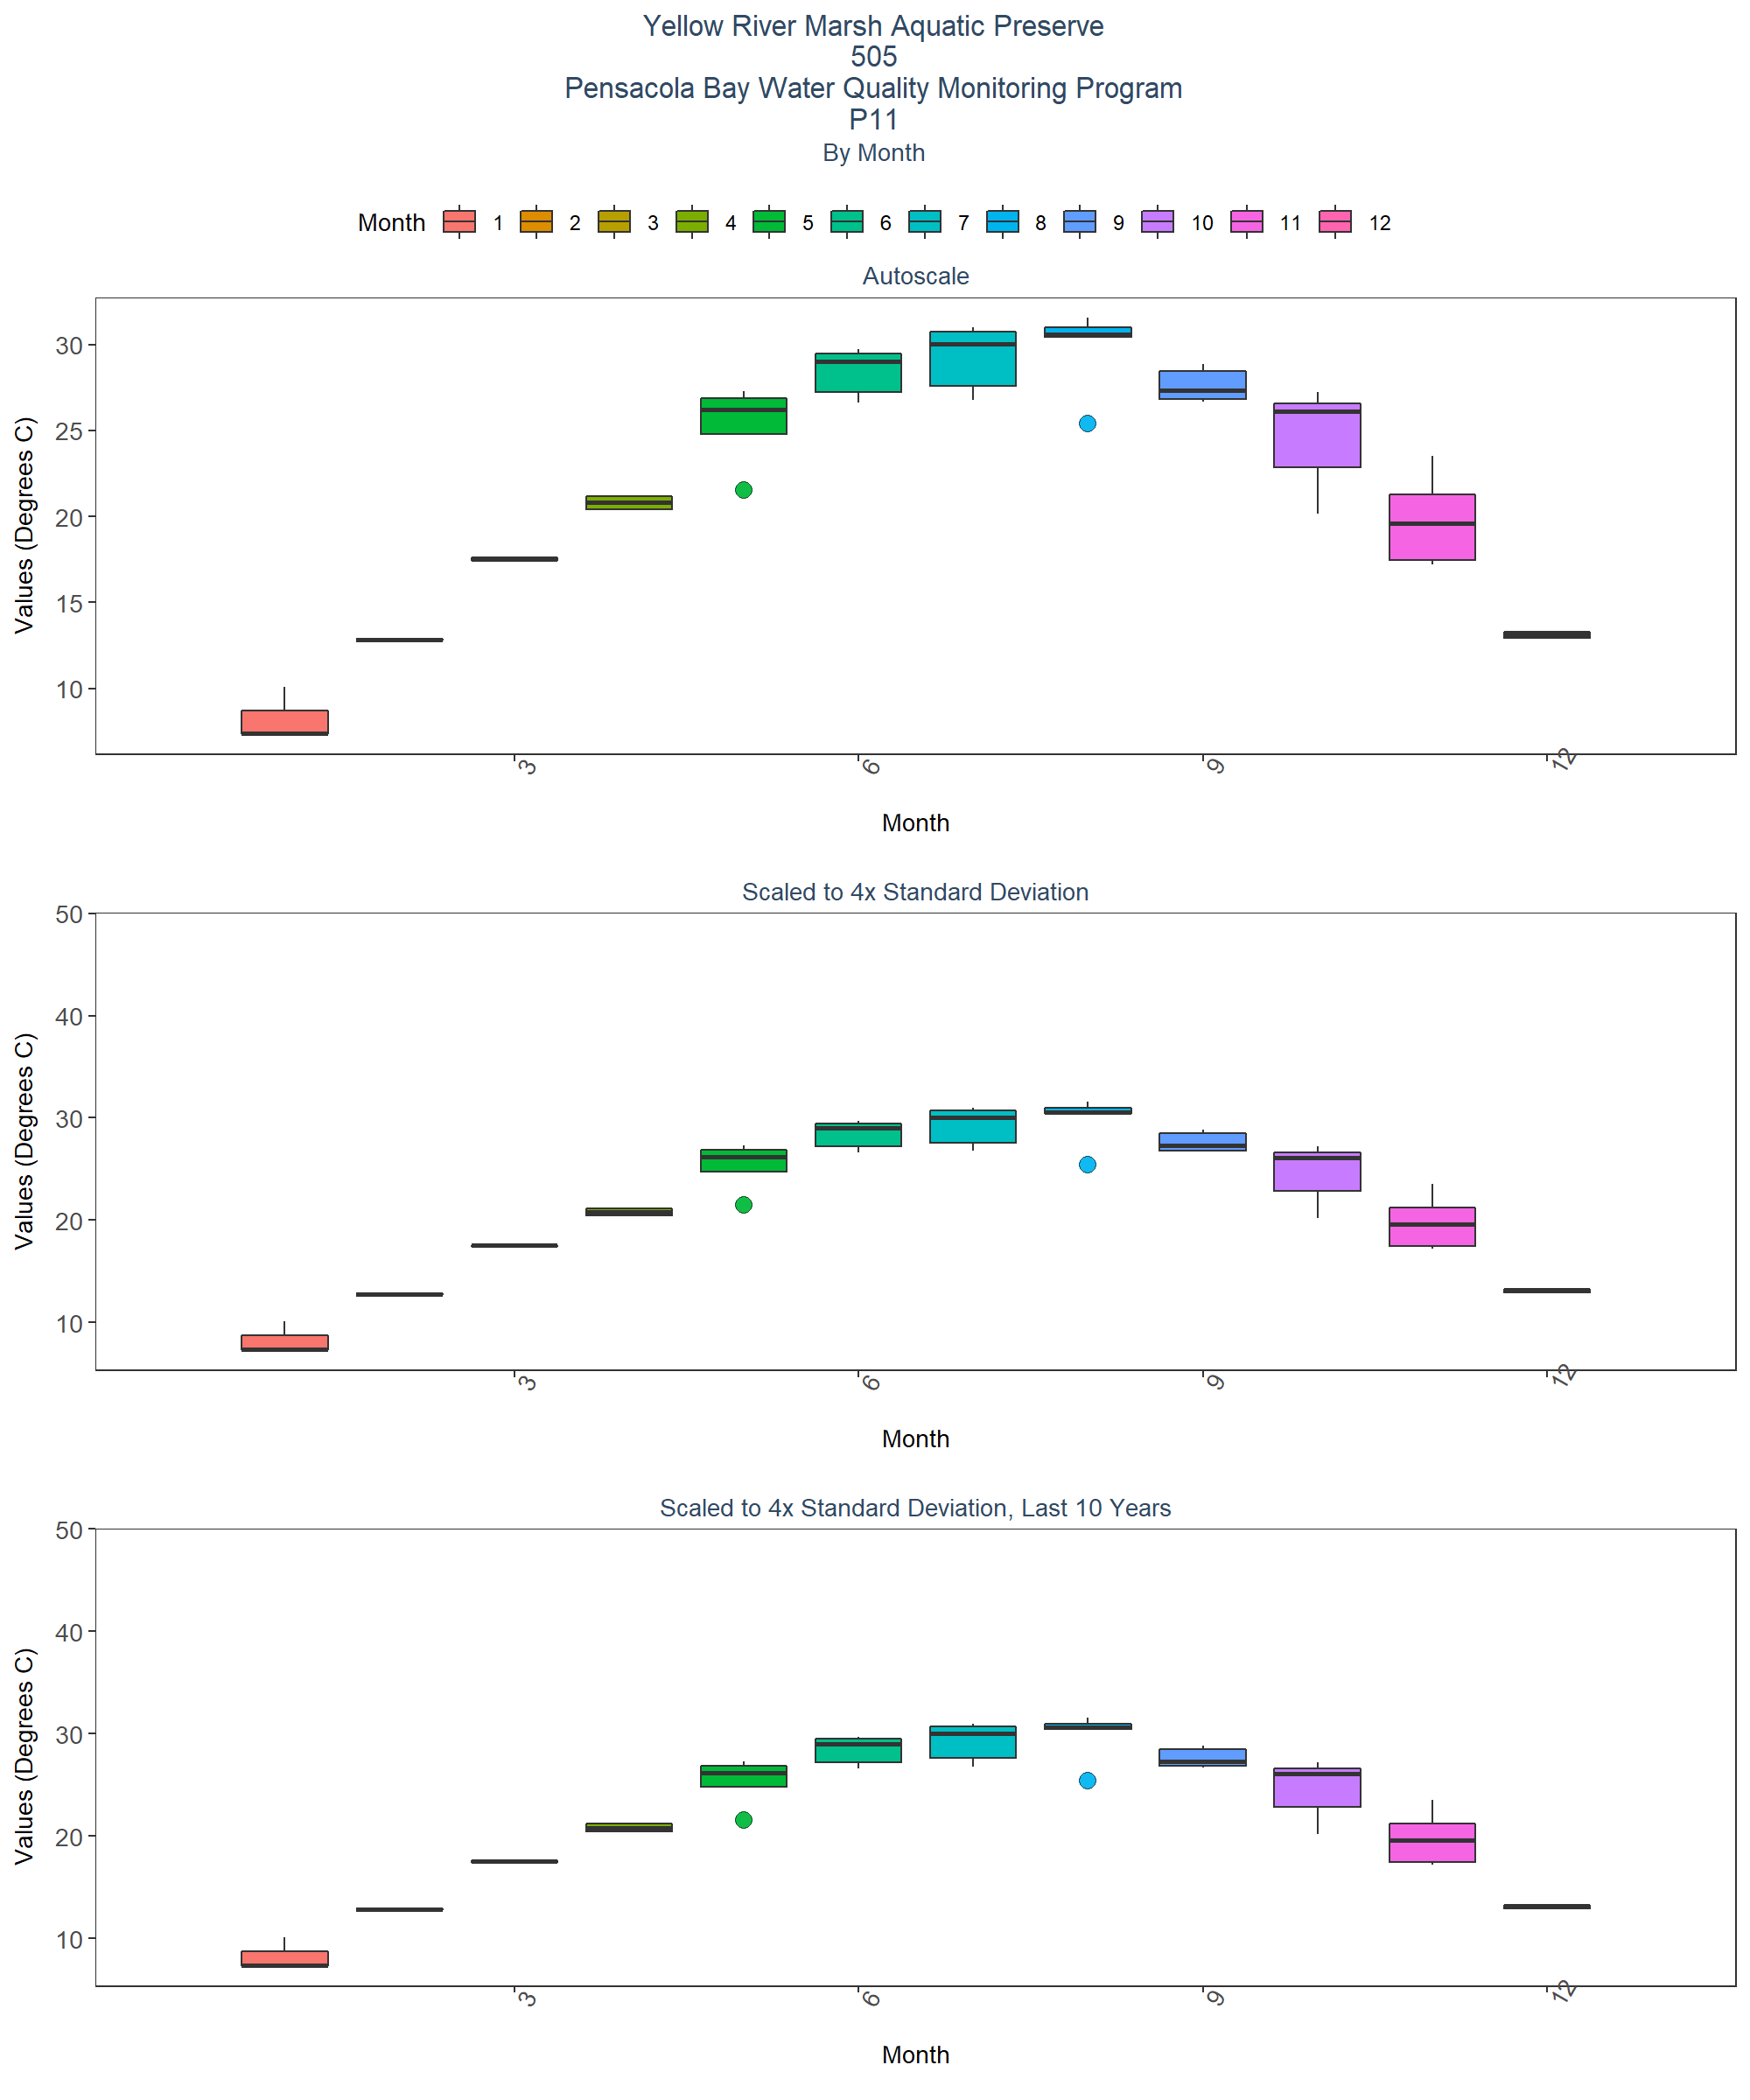 Yellow River Marsh Aquatic Preserve
505
Pensacola Bay Water Quality Monitoring Program
P11
By Month
Month 1 2 3 4 5 6 7 8 9 10 11 12
Autoscale
Values (Degrees C)
30
25
20
15
10
3 6 9 12
Month
Scaled to 4x Standard Deviation
Values (Degrees C)
50
40
30
20
10
3 6 9 12
Month
Scaled to 4x Standard Deviation, Last 10 Years
Values (Degrees C)
50
40
30
20
10
3 6 9 12
Month